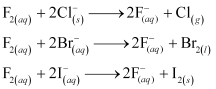 F₂₍ₐq₎ + 2Cl⁻₍ₛ₎ ⟶ 2F⁻₍ₐq₎ + Cl₍g₎
F₂₍ₐq₎ + 2Br⁻₍ₐq₎ ⟶ 2F⁻₍ₐq₎ + Br₂₍l₎
F₂₍ₐq₎ + 2I⁻₍ₐq₎ ⟶ 2F⁻₍ₐq₎ + I₂₍ₛ₎